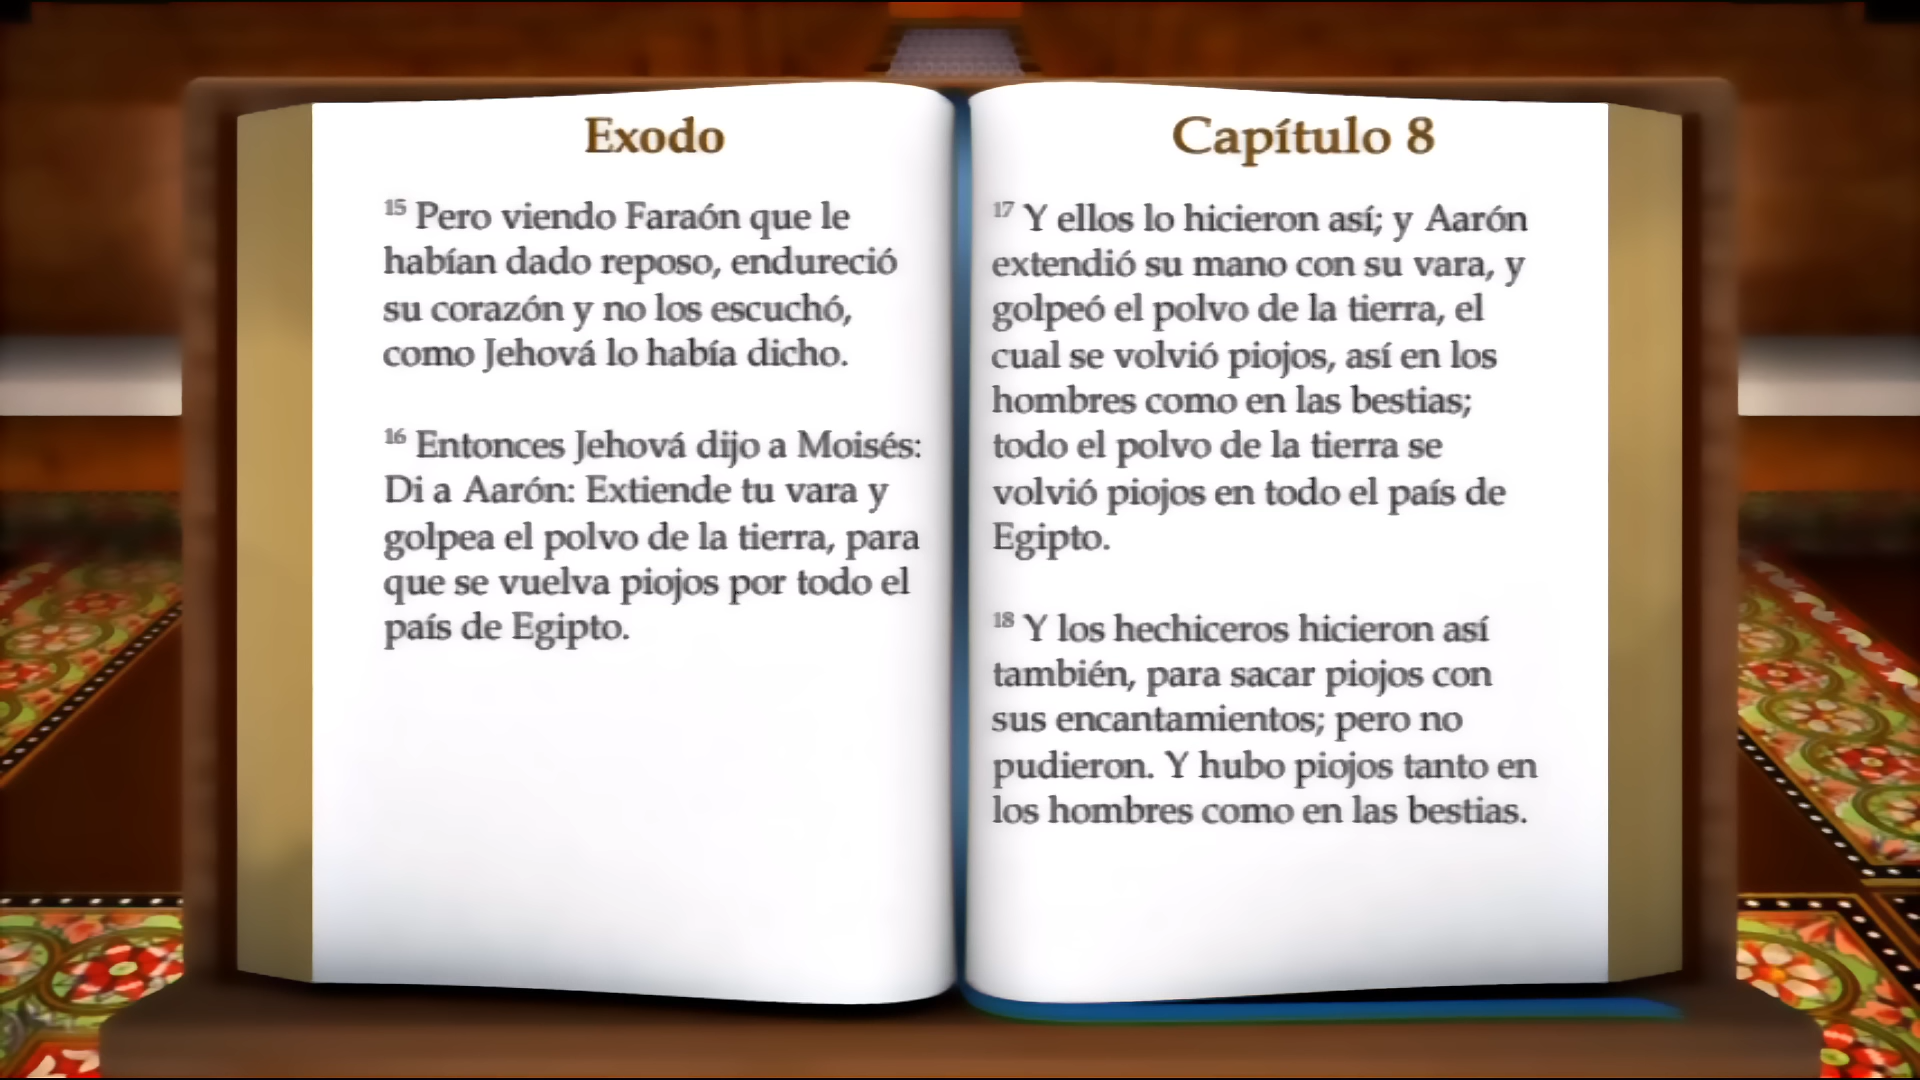 Exodo
15 Pero viendo Faraón que le
habían dado reposo, endureció
su corazón y no los escuchó,
como Jehová lo había dicho.
16 Entonces Jehová dijo a Moisés:
Di a Aarón: Extiende tu vara y
golpea el polvo de la tierra, para
que se vuelva piojos por todo el
país de Egipto.
Capítulo 8
17 Y ellos lo hicieron así; y Aarón
extendió su mano con su vara, y
golpeó el polvo de la tierra, el
cual se volvió piojos, así en los
hombres como en las bestias;
todo el polvo de la tierra se
volvió piojos en todo el país de
Egipto.
18 Y los hechiceros hicieron así
también, para sacar piojos con
sus encantamientos; pero no
pudieron. Y hubo piojos tanto en
los hombres como en las bestias.